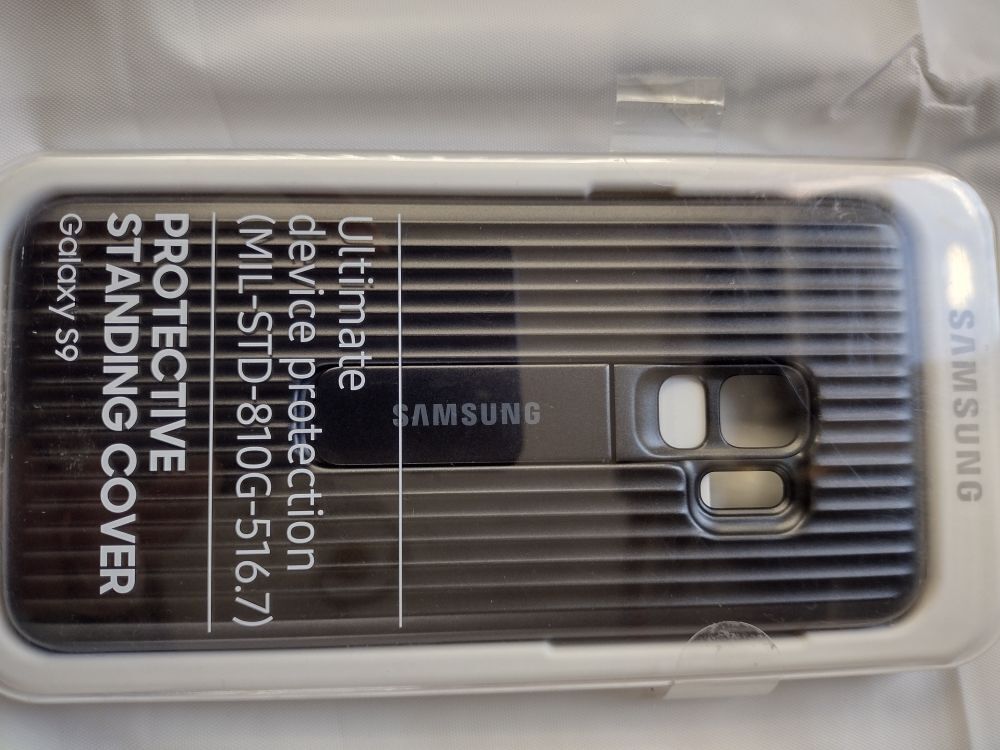 SAMSUNG
SAMSUNG
Ultimate
device protection
(MIL-STD-810G-516.7)
PROTECTIVE
STANDING COVER
Galaxy S9